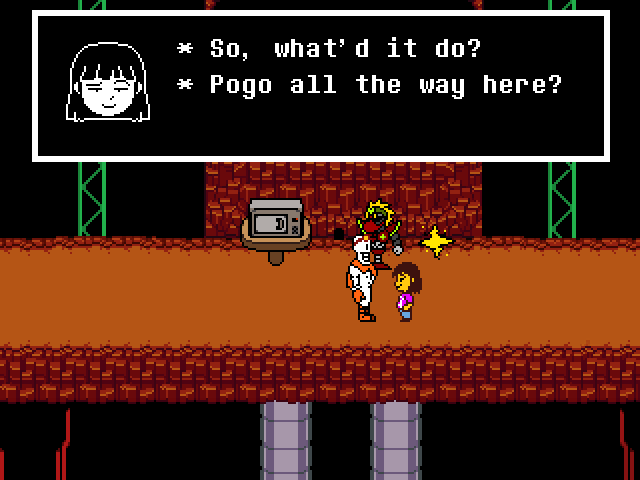 * So, what'd it do?
* Pogo all the way here?